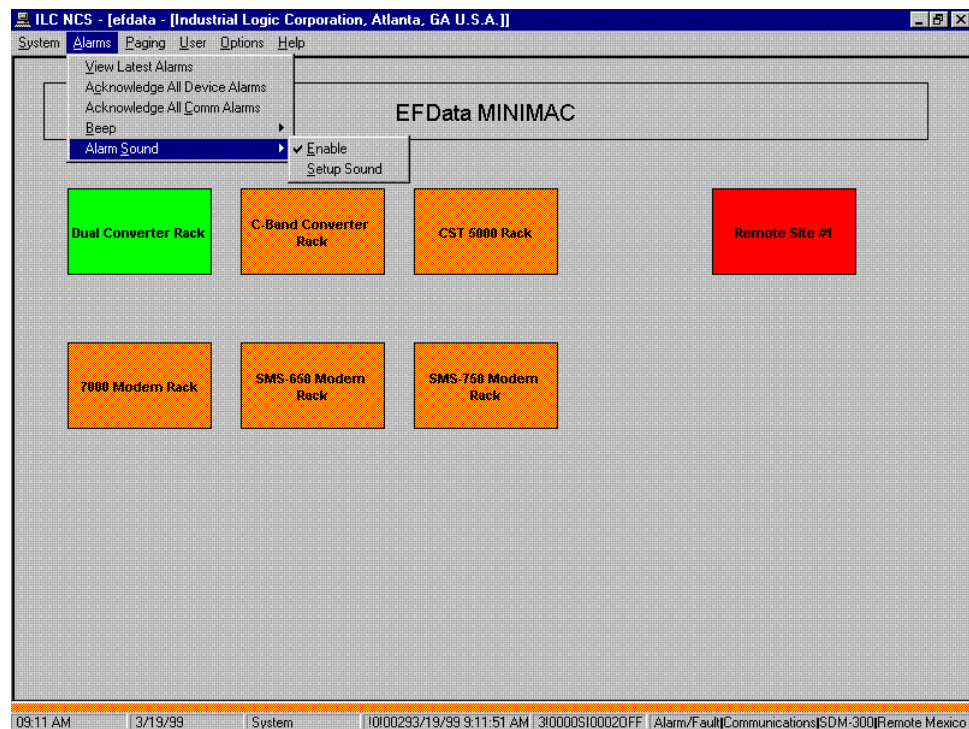 ILC NCS - [efdata - [Industrial Logic Corporation, Atlanta, GA U.S.A.]]
System Alarms Paging User Options Help
View Latest Alarms
Acknowledge All Device Alarms
Acknowledge All Comm Alarms
Beep
Alarm Sound
Enable
Setup Sound
EFData MINIMAC
Dual Converter Rack
C-Band Converter
Rack
CST 5000 Rack
Remote Site #1
7000 Modem Rack
SMS-650 Modem
Rack
SMS-750 Modem
Rack
09:11 AM 3/19/99 System !0!00293/19/99 9:11:51 AM 3!0000S!0002OFF Alarm/Fault|Communications|SDM-300|Remote Mexico